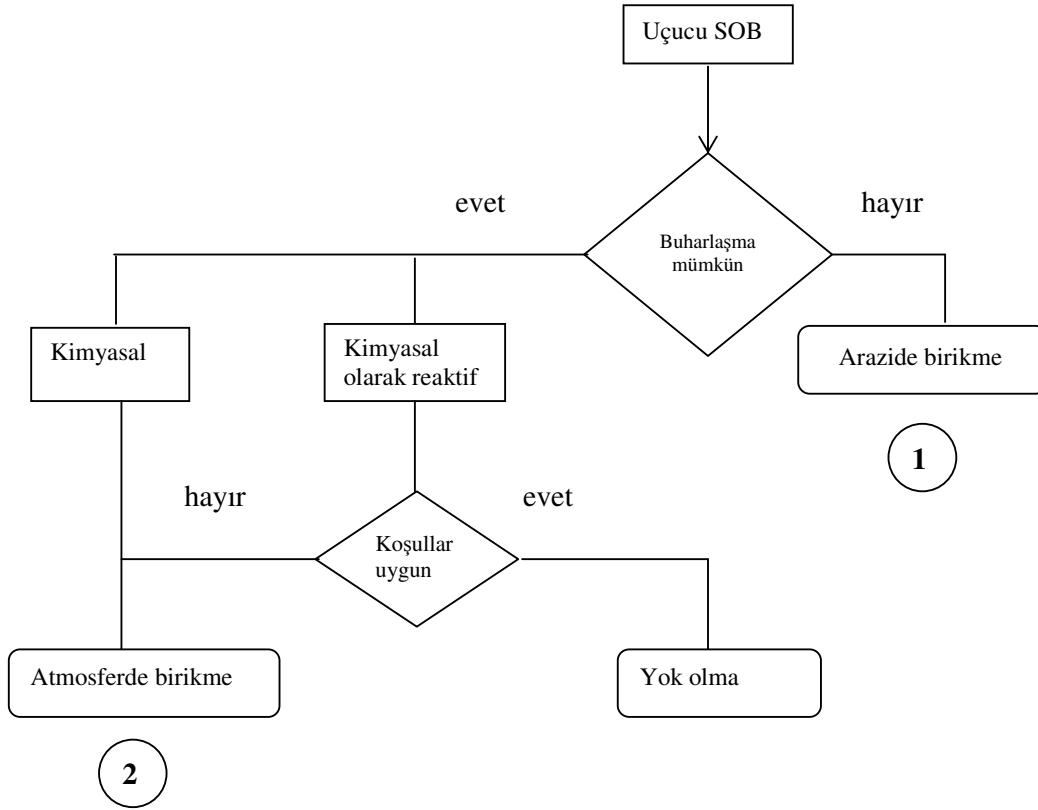 Uçucu SOB
evet
hayır
Buharlaşma
mümkün
Kimyasal
Kimyasal
olarak reaktif
Arazide birikme
1
hayır
evet
Koşullar
uygun
Atmosferde birikme
Yok olma
2